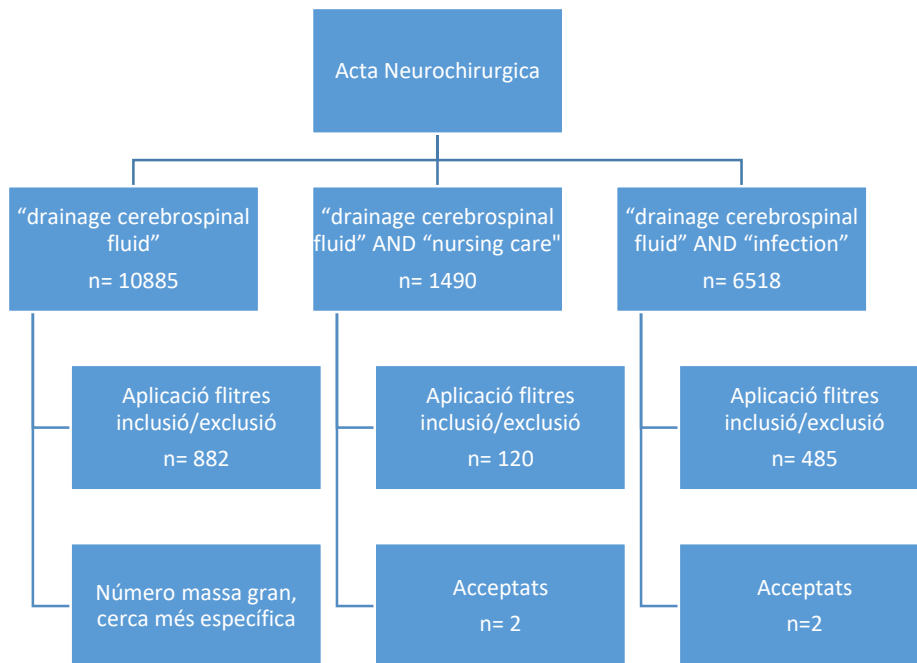 Acta Neurochirurgica
“drainage cerebrospinal
fluid”
n= 10885
“drainage cerebrospinal
fluid” AND “nursing care"
n= 1490
“drainage cerebrospinal
fluid” AND “infection”
n= 6518
Aplicació flitres
inclusió/exclusió
n= 882
Aplicació flitres
inclusió/exclusió
n= 120
Aplicació flitres
inclusió/exclusió
n= 485
Número massa gran,
cerca més específica
Acceptats
n= 2
Acceptats
n=2